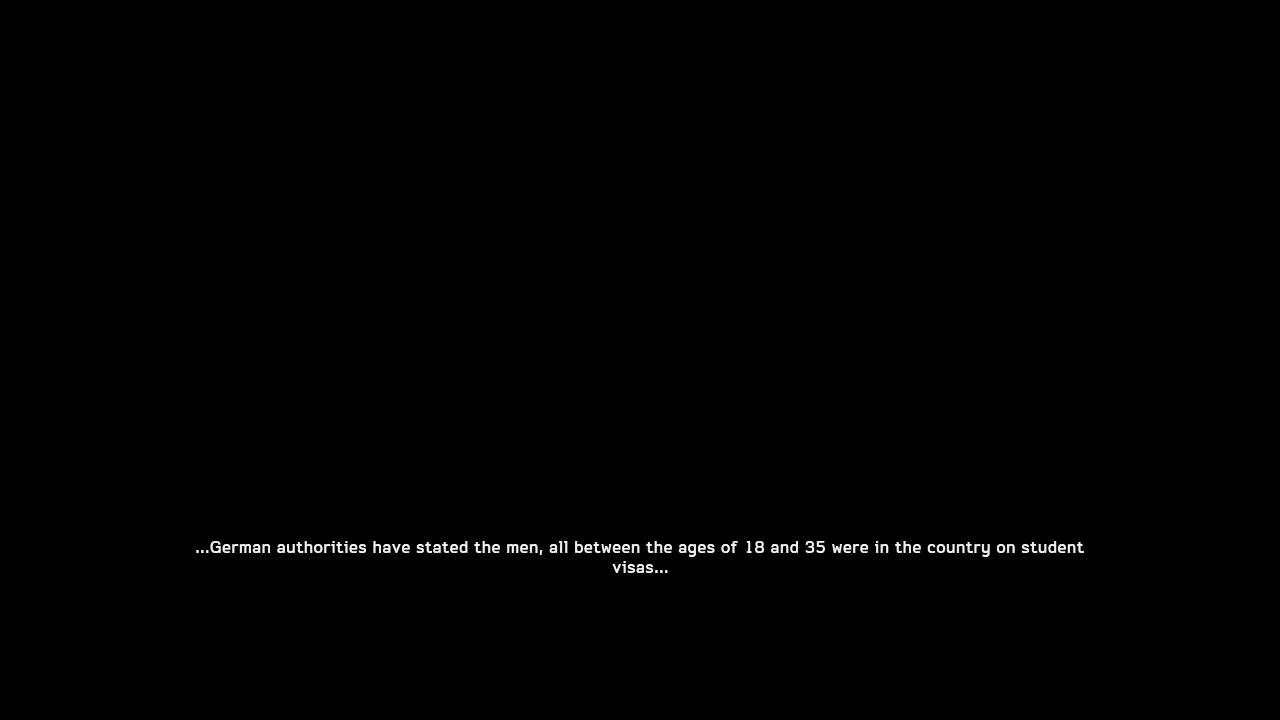 ...German authorities have stated the men, all between the ages of 18 and 35 were in the country on student
visas...